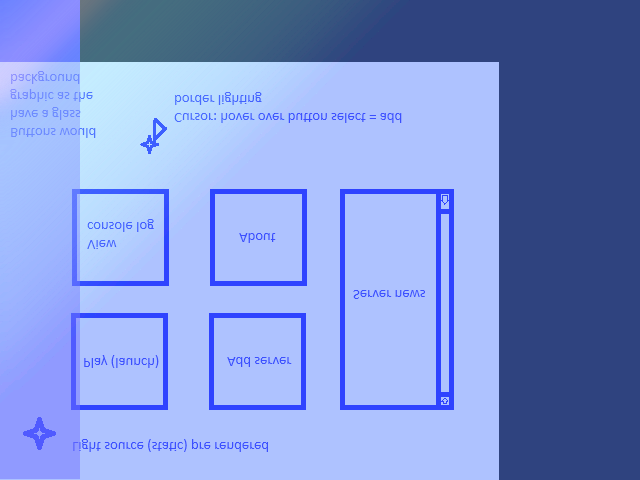 Light source (static) pre rendered
Play (launch)
Add server
Server news
View
console log
About
Buttons would
have a glass
graphic as the
background
Cursor: hover over button select = add
border lighting